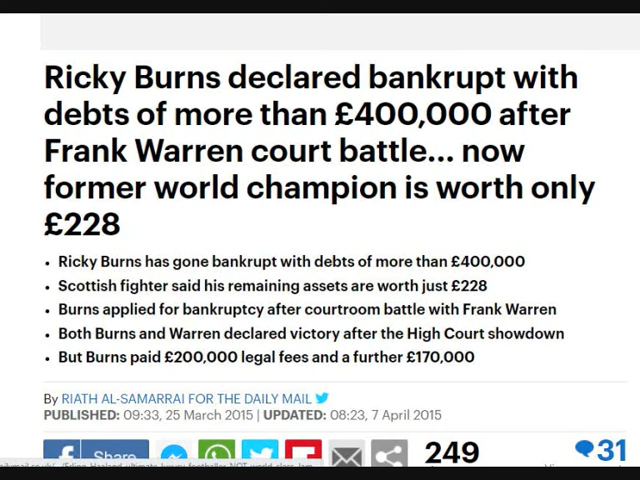 Ricky Burns declared bankrupt with
debts of more than £400,000 after
Frank Warren court battle... now
former world champion is worth only
£228
• Ricky Burns has gone bankrupt with debts of more than £400,000
• Scottish fighter said his remaining assets are worth just £228
• Burns applied for bankruptcy after courtroom battle with Frank Warren
• Both Burns and Warren declared victory after the High Court showdown
• But Burns paid £200,000 legal fees and a further £170,000
By RIATH AL-SAMARRAI FOR THE DAILY MAIL
PUBLISHED: 09:33, 25 March 2015 | UPDATED: 08:23, 7 April 2015
Share 249 31